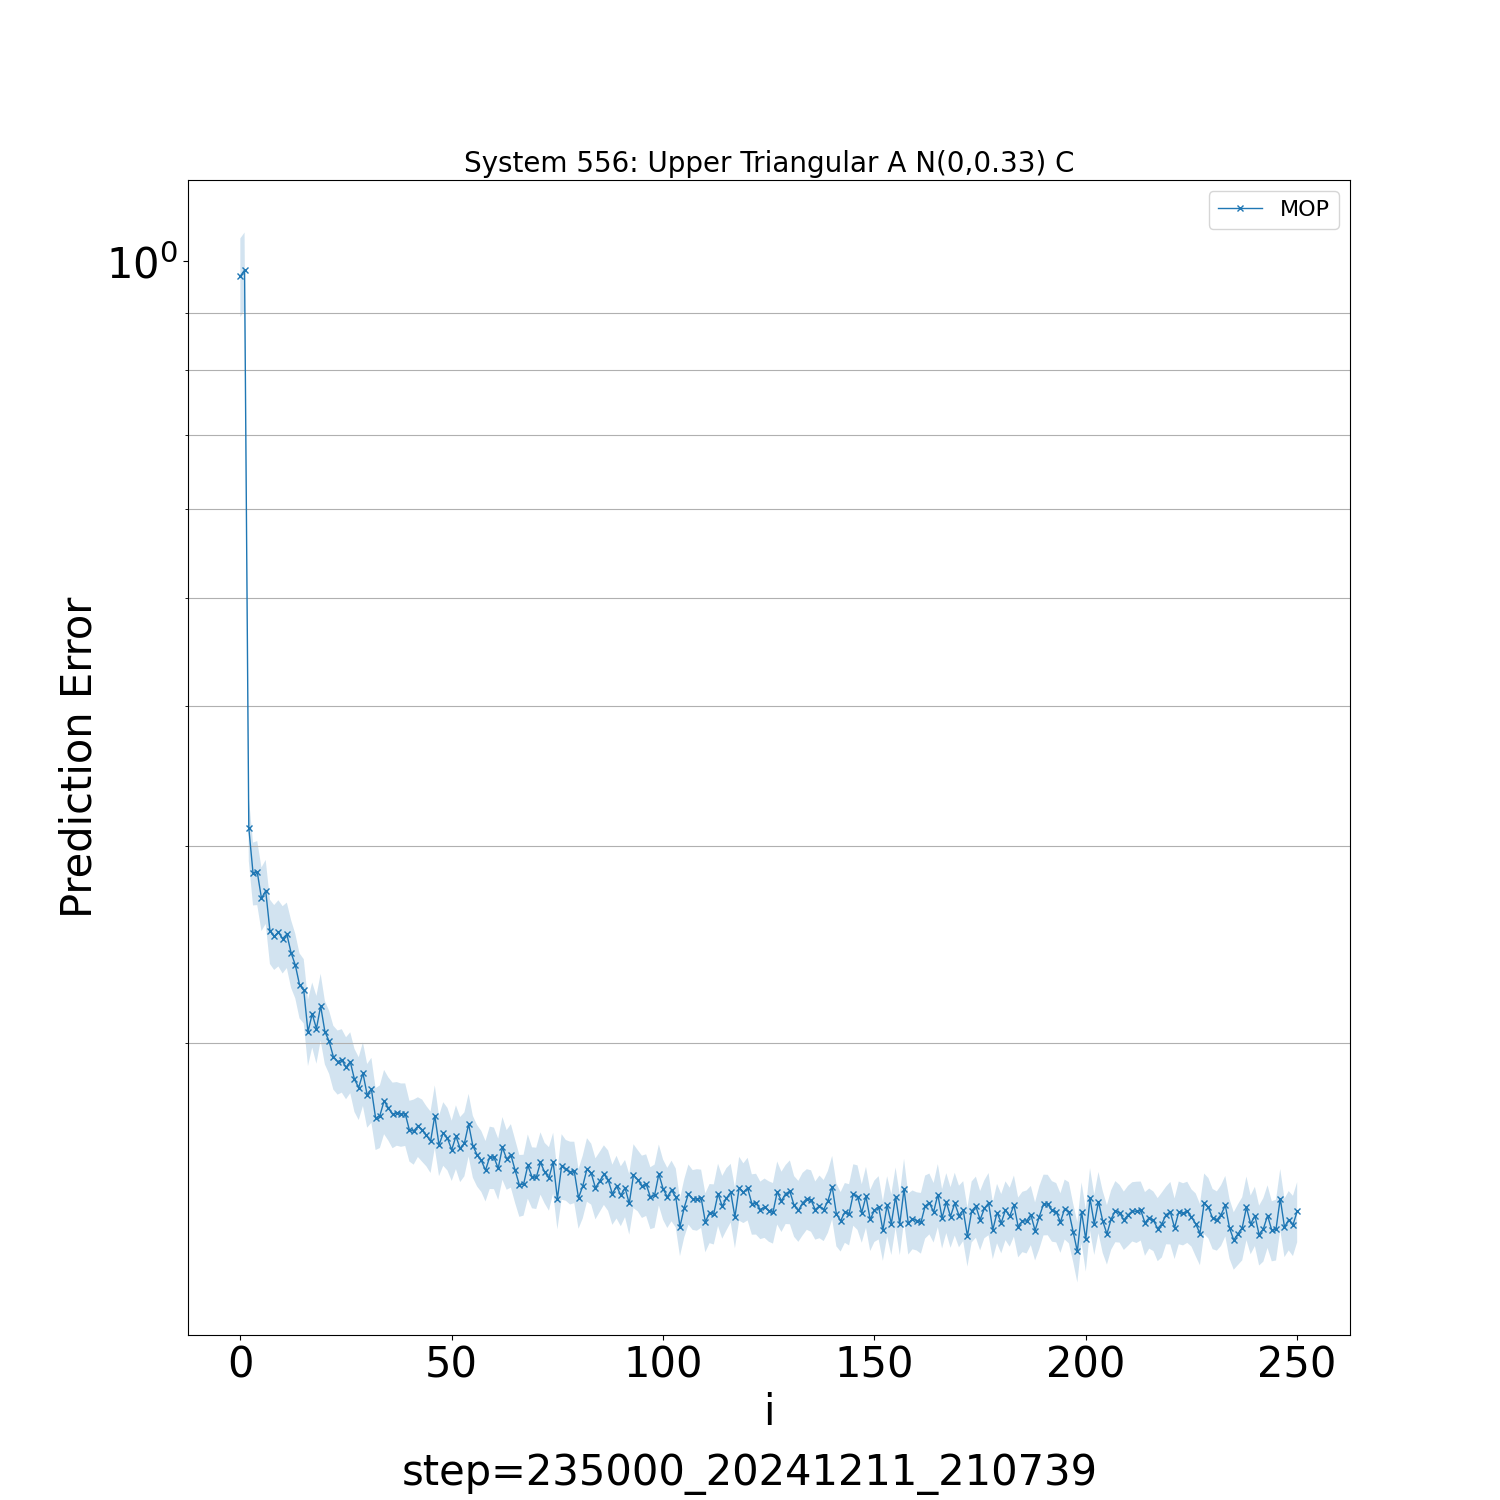 System 556: Upper Triangular A N(0,0.33) C
MOP
10⁰
Prediction Error
0 50 100 150 200 250
i
step=235000_20241211_210739